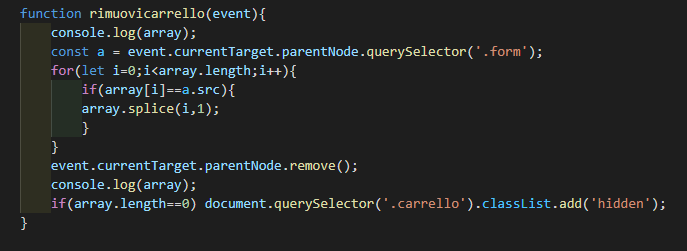 function rimuovicarrello(event){
    console.log(array);
    const a = event.currentTarget.parentNode.querySelector('.form');
    for(let i=0;i<array.length;i++){
        if(array[i]==a.src){
        array.splice(i,1);
        }
    }
    event.currentTarget.parentNode.remove();
    console.log(array);
    if(array.length==0) document.querySelector('.carrello').classList.add('hidden');
}